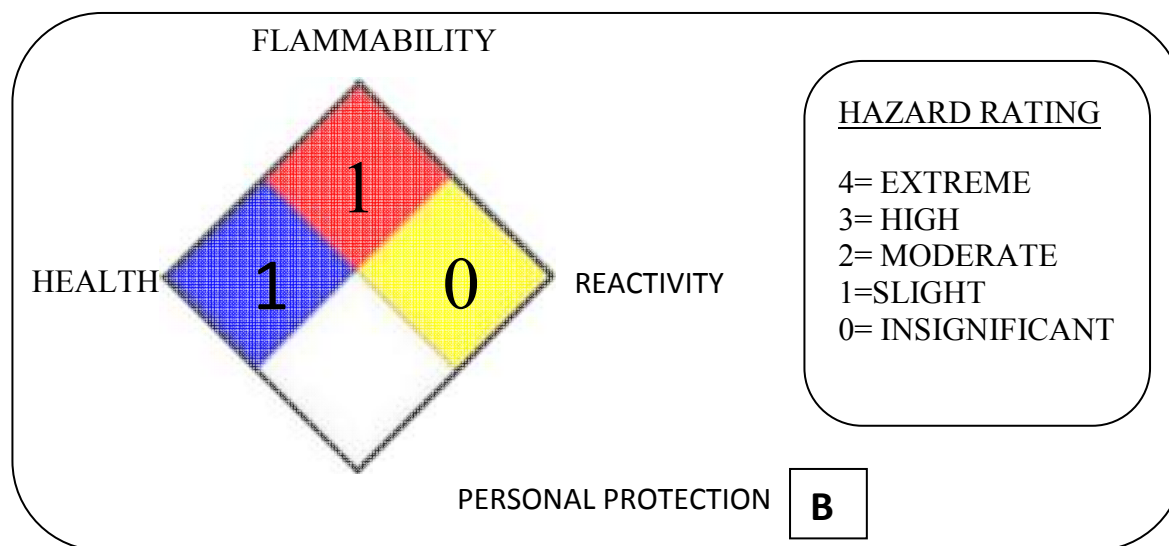 FLAMMABILITY
1
HEALTH
1
0
REACTIVITY
PERSONAL PROTECTION B
HAZARD RATING
4= EXTREME
3= HIGH
2= MODERATE
1=SLIGHT
0= INSIGNIFICANT